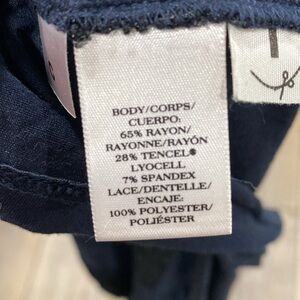 BODY/CORPS/
CUERPO:
65% RAYON/
RAYONNE/RAYÓN
28% TENCEL®
LYOCELL
7% SPANDEX
LACE/DENTELLE/
ENCAJE:
100% POLYESTER/
POLIÉSTER